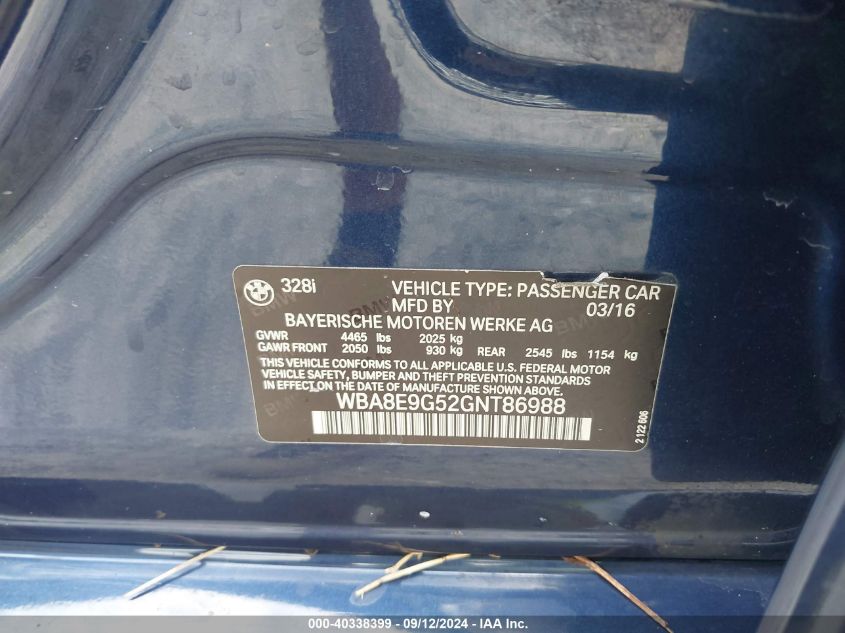 328i VEHICLE TYPE: PASSENGER CAR
MFD BY 03/16
BAYERISCHE MOTOREN WERKE AG
GVWR 4465 lbs 2025 kg
GAWR FRONT 2050 lbs 930 kg REAR 2545 lbs 1154 kg
THIS VEHICLE CONFORMS TO ALL APPLICABLE U.S. FEDERAL MOTOR
VEHICLE SAFETY, BUMPER AND THEFT PREVENTION STANDARDS
IN EFFECT ON THE DATE OF MANUFACTURE SHOWN ABOVE.
WBA8E9G52GNT86988
2 122 606
000-40338399 - 09/12/2024 - IAA Inc.